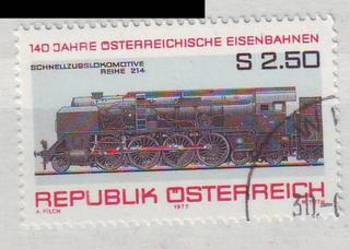 140 JAHRE ÖSTERREICHISCHE EISENBAHNEN
SCHNELLZUGSLOKOMOTIVE
REIHE 214
S 2.50
REPUBLIK ÖSTERREICH
A. PILCH
1977